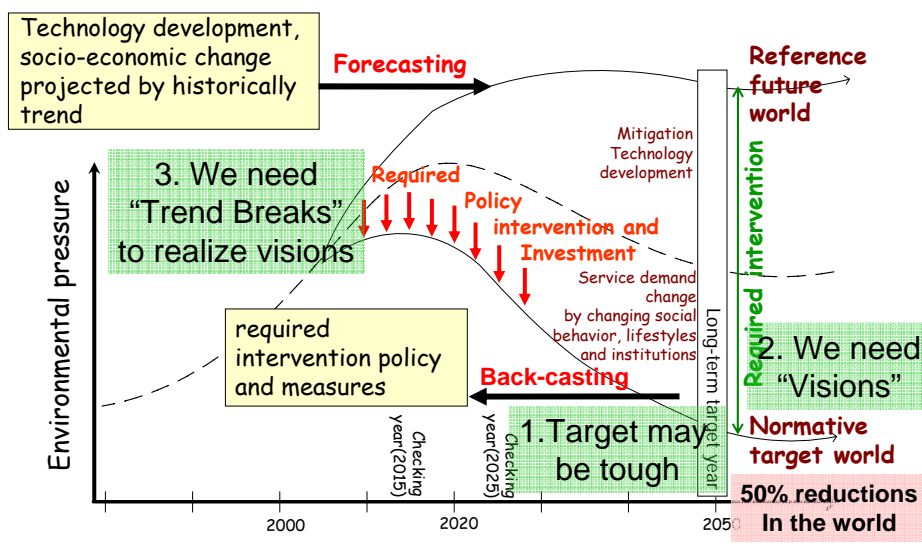 Technology development,
socio-economic change
projected by historically
trend
Forecasting
Reference
future
world
Mitigation
Technology
development
3. We need
“Trend Breaks”
to realize visions
Required
Policy
intervention and
Investment
Environmental pressure
Service demand
change
by changing social
behavior, lifestyles
and institutions
Long-term target year
Required intervention
2. We need
“Visions”
required
intervention policy
and measures
Back-casting
1.Target may
be tough
Normative
target world
Checking
year(2015)
Checking
year(2025)
50% reductions
In the world
2000
2020
2050